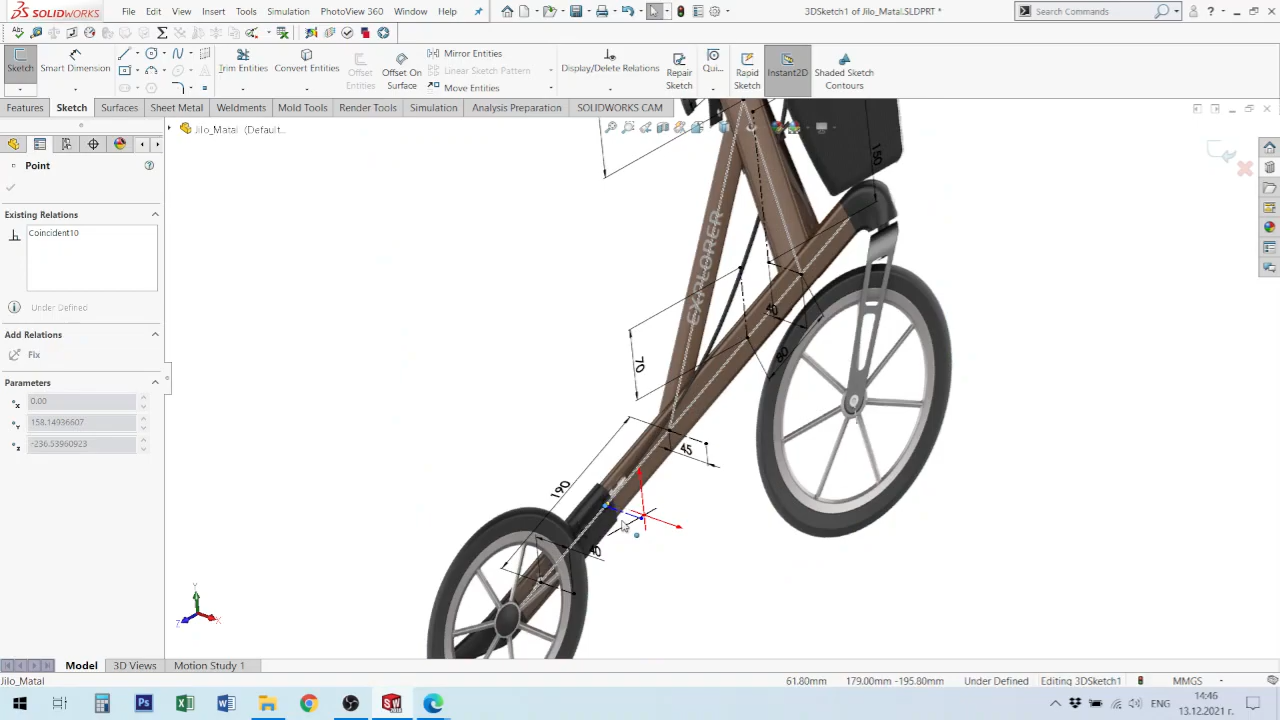 SOLIDWORKS File Edit View Insert Tools Simulation PhotoView 360 Window Help 3DSketch1 of Jilo_Matal.SLDPRT * Search Commands
Sketch Smart Dimension Trim Entities Convert Entities Offset Entities Offset On Surface Mirror Entities Linear Sketch Pattern Move Entities Display/Delete Relations Repair Sketch Qui... Rapid Sketch Instant2D Shaded Sketch Contours
Features Sketch Surfaces Sheet Metal Weldments Mold Tools Render Tools Simulation Analysis Preparation SOLIDWORKS CAM
Jilo_Matal (Default...
Point
Existing Relations
Coincident10
Under Defined
Add Relations
Fix
Parameters
0.00
158.14936607
-236.53960923
150
EXPLORER
70
80
45
190
40
Y
Z X
Model 3D Views Motion Study 1
Jilo_Matal 61.80mm 179.00mm -195.80mm Under Defined Editing 3DSketch1 MMGS
ЕНГ 14:46
13.12.2021 г.